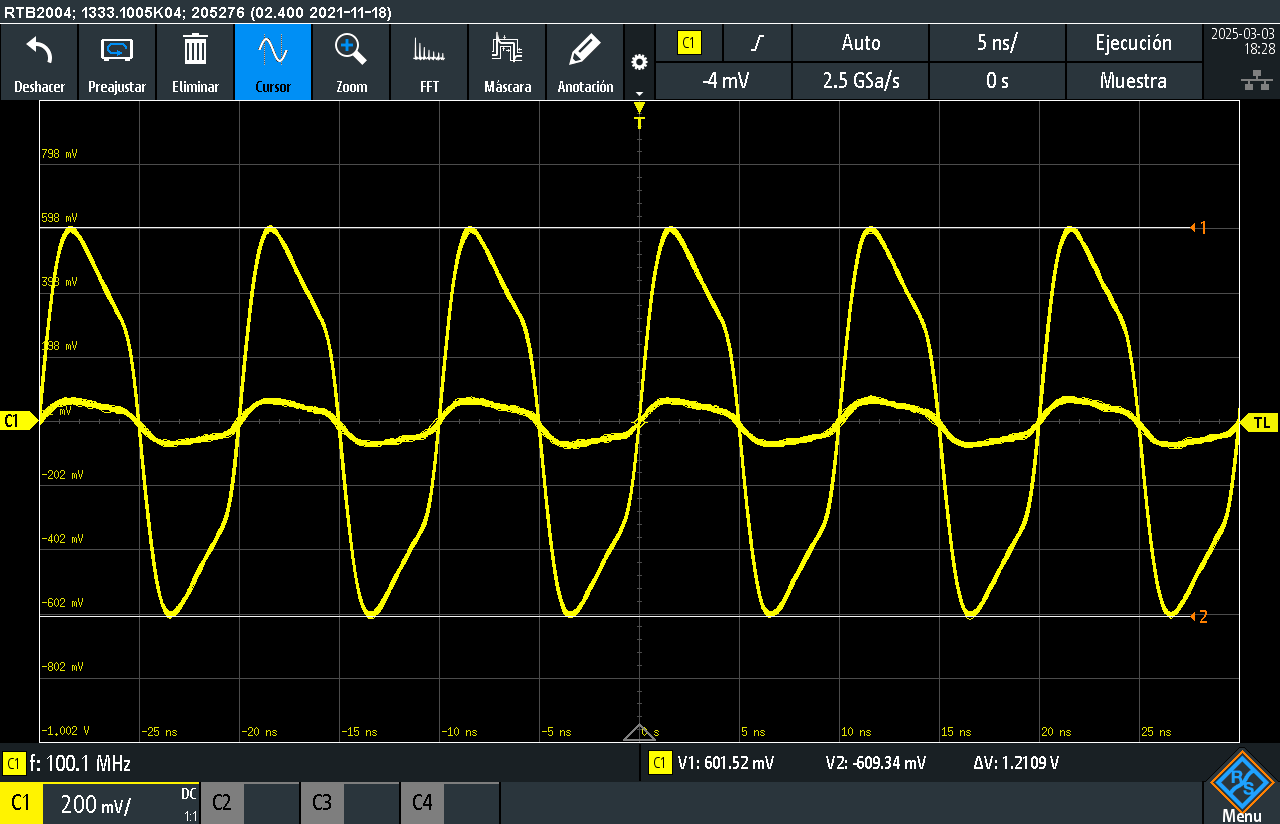 RTB2004; 1333.1005K04; 205276 (02.400 2021-11-18)
Deshacer Preajustar Eliminar Cursor Zoom FFT Máscara Anotación
C1 Auto 5 ns/ Ejecución 2025-03-03
-4 mV 2.5 GSa/s 0 s Muestra 18:28
T
798 mV
598 mV
1
398 mV
198 mV
mV
C1 TL
-202 mV
-402 mV
-602 mV
2
-802 mV
-1.002 V -25 ns -20 ns -15 ns -10 ns -5 ns 0 s 5 ns 10 ns 15 ns 20 ns 25 ns
C1 f: 100.1 MHz C1 V1: 601.52 mV V2: -609.34 mV ΔV: 1.2109 V
C1 200 mV/ DC 1:1 C2 C3 C4
R S
Menu